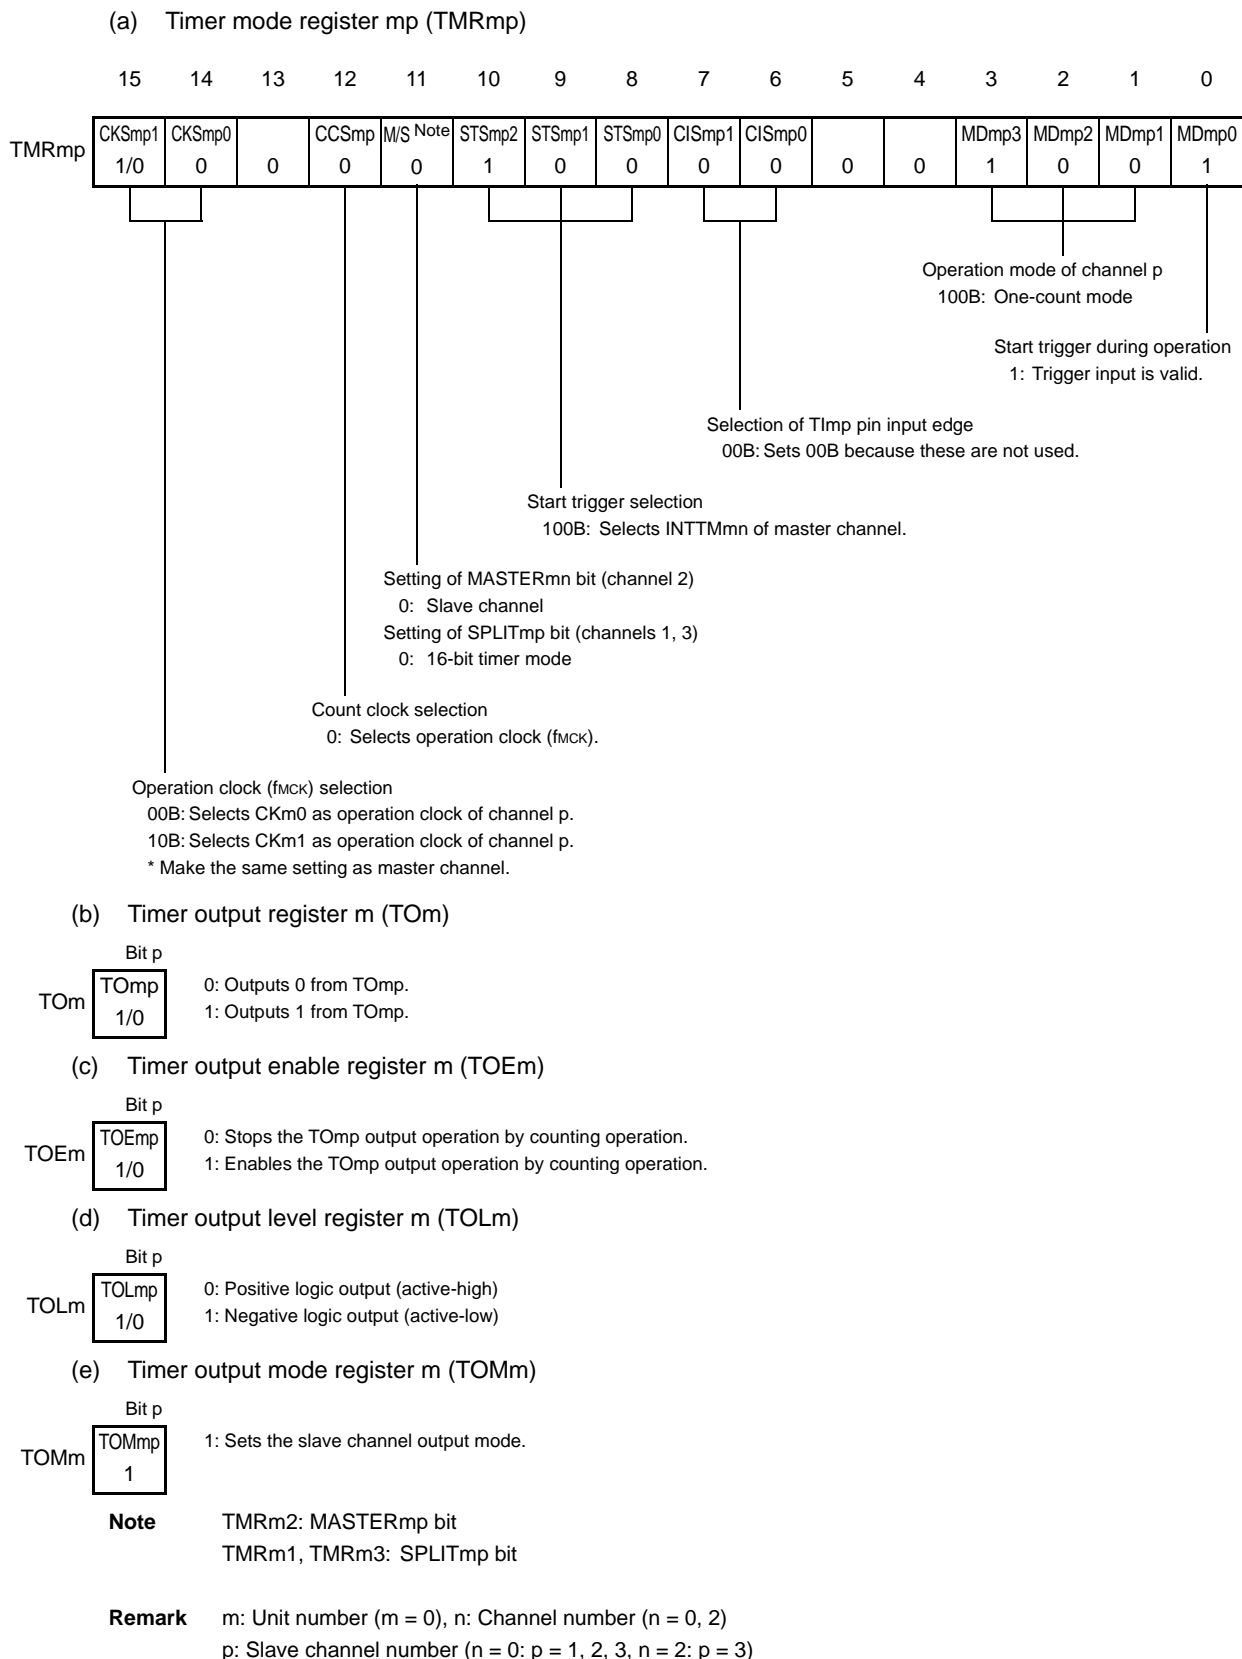 (a) Timer mode register mp (TMRmp)
15 14 13 12 11 10 9 8 7 6 5 4 3 2 1 0
TMRmp CKSmp1 CKSmp0 CCSmp M/S Note STSmp2 STSmp1 STSmp0 CISmp1 CISmp0 MDmp3 MDmp2 MDmp1 MDmp0
1/0 0 0 0 0 1 0 0 0 0 0 0 1 0 0 1
Operation mode of channel p
100B: One-count mode
Start trigger during operation
1: Trigger input is valid.
Selection of TImp pin input edge
00B: Sets 00B because these are not used.
Start trigger selection
100B: Selects INTTMmn of master channel.
Setting of MASTERmn bit (channel 2)
0: Slave channel
Setting of SPLITmp bit (channels 1, 3)
0: 16-bit timer mode
Count clock selection
0: Selects operation clock (fMCK).
Operation clock (fMCK) selection
00B: Selects CKm0 as operation clock of channel p.
10B: Selects CKm1 as operation clock of channel p.
* Make the same setting as master channel.
(b) Timer output register m (TOm)
Bit p
TOm TOmp 1/0
0: Outputs 0 from TOmp.
1: Outputs 1 from TOmp.
(c) Timer output enable register m (TOEm)
Bit p
TOEm TOEmp 1/0
0: Stops the TOmp output operation by counting operation.
1: Enables the TOmp output operation by counting operation.
(d) Timer output level register m (TOLm)
Bit p
TOLm TOLmp 1/0
0: Positive logic output (active-high)
1: Negative logic output (active-low)
(e) Timer output mode register m (TOMm)
Bit p
TOMm TOMmp 1
1: Sets the slave channel output mode.
Note TMRm2: MASTERmp bit
TMRm1, TMRm3: SPLITmp bit
Remark m: Unit number (m = 0), n: Channel number (n = 0, 2)
p: Slave channel number (n = 0: p = 1, 2, 3, n = 2: p = 3)